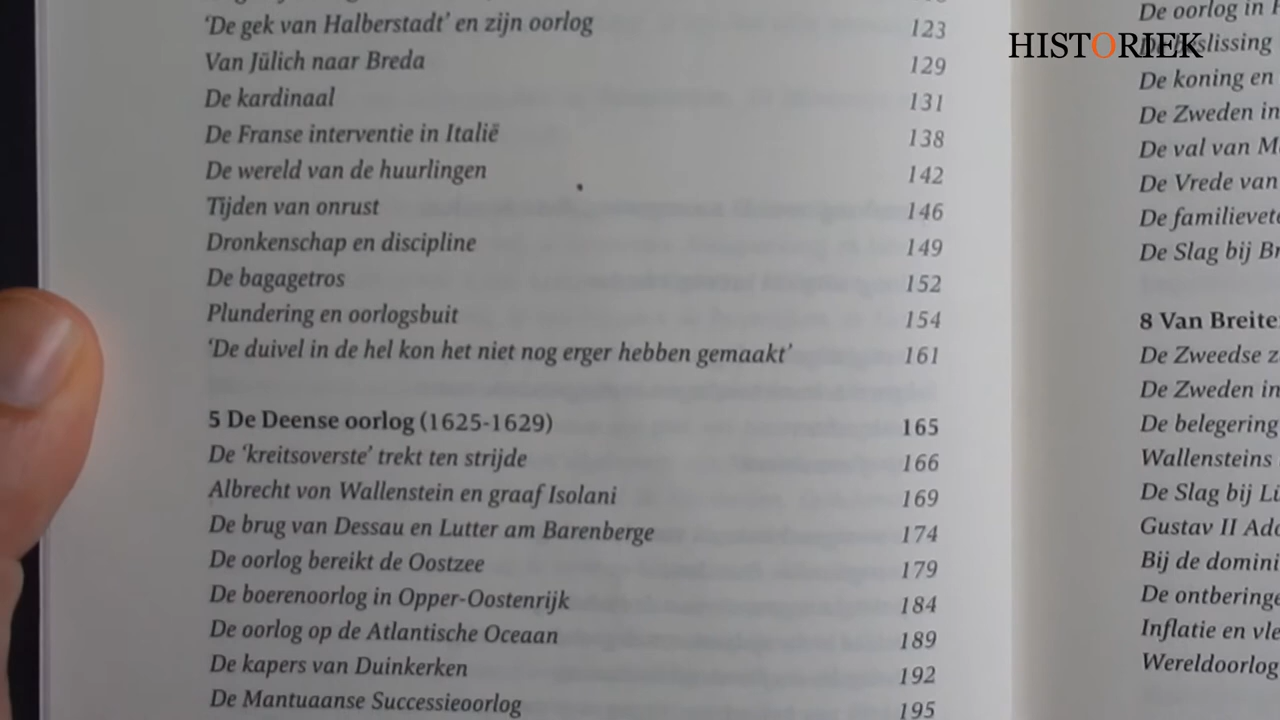 'De gek van Halberstadt' en zijn oorlog 123
Van Jülich naar Breda 129
De kardinaal 131
De Franse interventie in Italië 138
De wereld van de huurlingen 142
Tijden van onrust 146
Dronkenschap en discipline 149
De bagagetros 152
Plundering en oorlogsbuit 154
'De duivel in de hel kon het niet nog erger hebben gemaakt' 161
5 De Deense oorlog (1625-1629) 165
De 'kreitsoverste' trekt ten strijde 166
Albrecht von Wallenstein en graaf Isolani 169
De brug van Dessau en Lutter am Barenberge 174
De oorlog bereikt de Oostzee 179
De boerenoorlog in Opper-Oostenrijk 184
De oorlog op de Atlantische Oceaan 189
De kapers van Duinkerken 192
De Mantuaanse Successieoorlog 195
HISTORIEK
De oorlog in
De koning en
De Zweden in
De val van
De Vrede van
De Slag bij
8 Van
De Zweedse
De Zweden in
De belegering
Wallensteins
De Slag bij
Gustav II
Bij de
De
Inflatie en
Wereldoorlog